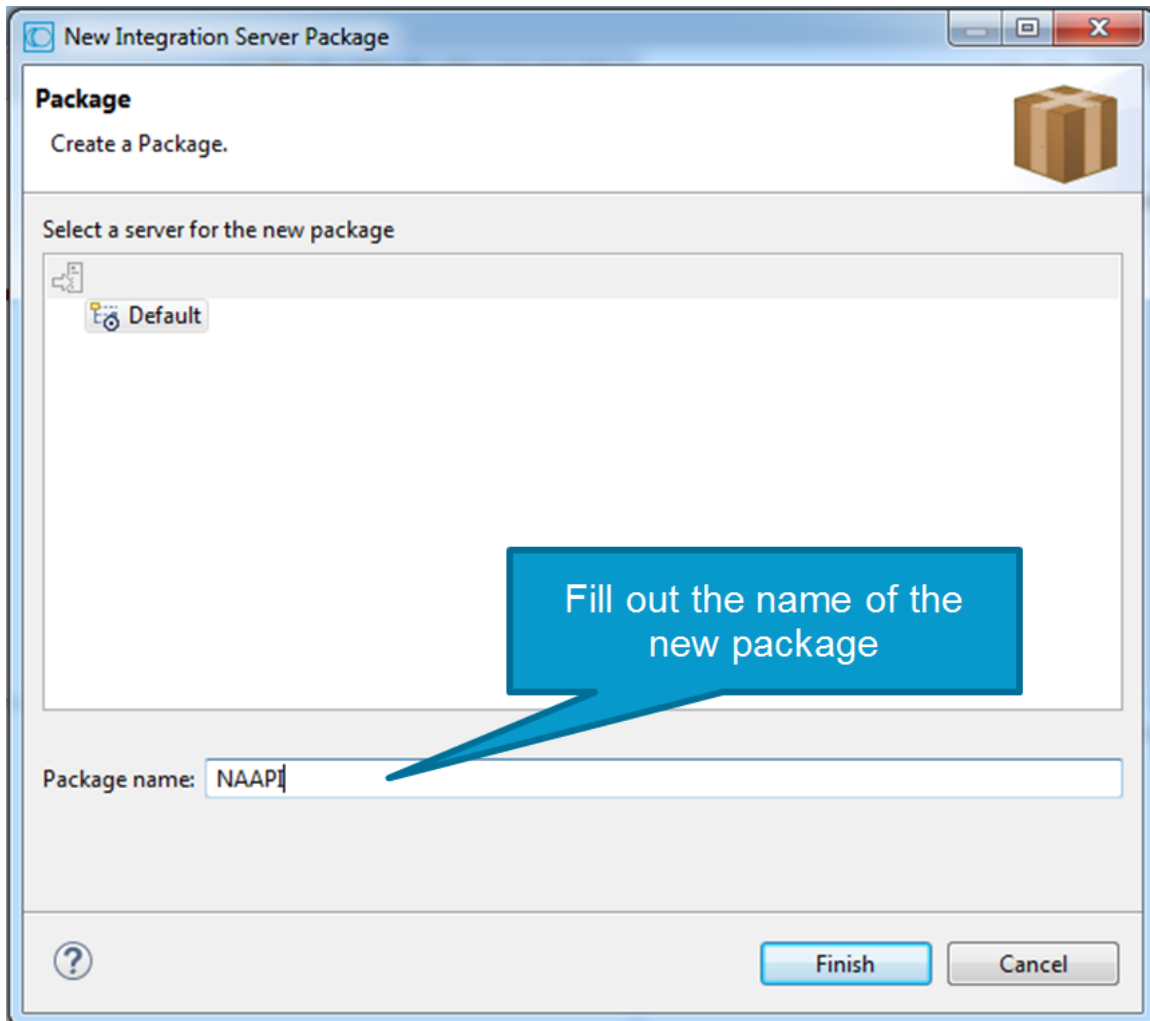 New Integration Server Package
Package
Create a Package.
Select a server for the new package
Default
Fill out the name of the
new package
Package name: NAAPI
?
Finish
Cancel